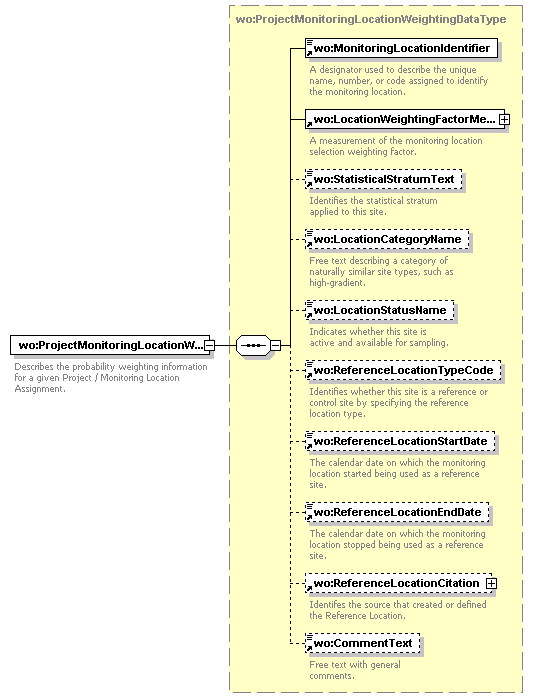 wo:ProjectMonitoringLocationWeightingDataType
wo:MonitoringLocationIdentifier
A designator used to describe the unique
name, number, or code assigned to identify
the monitoring location.
wo:LocationWeightingFactorMe...
A measurement of the monitoring location
selection weighting factor.
wo:StatisticalStratumText
Identifies the statistical stratum
applied to this site.
wo:LocationCategoryName
Free text describing a category of
naturally similar site types, such as
high-gradient.
wo:LocationStatusName
Indicates whether this site is
active and available for sampling.
wo:ProjectMonitoringLocationW...
Describes the probability weighting information
for a given Project / Monitoring Location
Assignment.
wo:ReferenceLocationTypeCode
Identifies whether this site is a reference or
control site by specifying the reference
location type.
wo:ReferenceLocationStartDate
The calendar date on which the monitoring
location started being used as a reference
site.
wo:ReferenceLocationEndDate
The calendar date on which the monitoring
location stopped being used as a reference
site.
wo:ReferenceLocationCitation
Identifes the source that created or defined
the Reference Location.
wo:CommentText
Free text with general
comments.